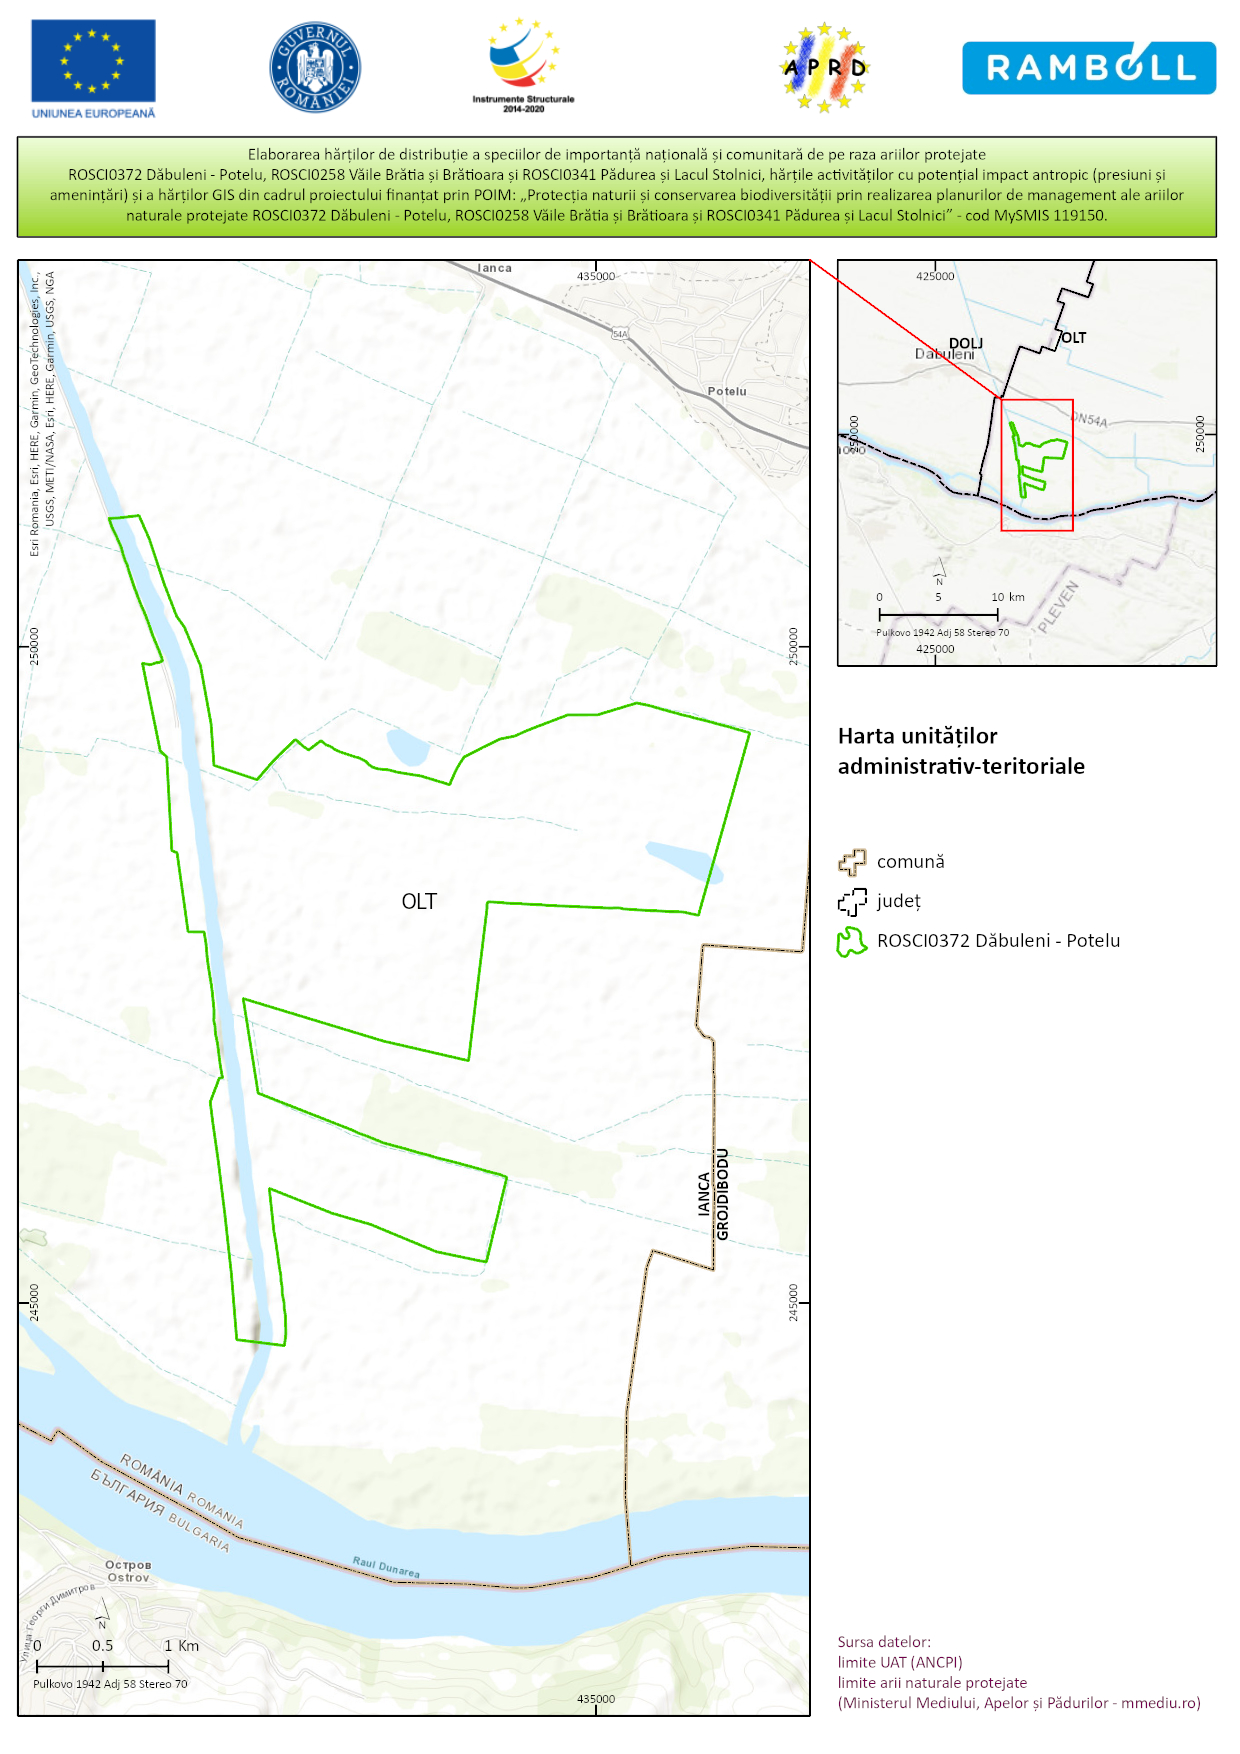 UNIUNEA EUROPEANĂ
GUVERNUL ROMÂNIEI
Instrumente Structurale
2014-2020
APRD
RAMBOLL
Elaborarea hărților de distribuție a speciilor de importanță națională și comunitară de pe raza ariilor protejate
ROSCI0372 Dăbuleni - Potelu, ROSCI0258 Văile Brătia și Brătioara și ROSCI0341 Pădurea și Lacul Stolnici, hărțile activităților cu potențial impact antropic (presiuni și
amenințări) și a hărților GIS din cadrul proiectului finanțat prin POIM: „Protecția naturii și conservarea biodiversității prin realizarea planurilor de management ale ariilor
naturale protejate ROSCI0372 Dăbuleni - Potelu, ROSCI0258 Văile Brătia și Brătioara și ROSCI0341 Pădurea și Lacul Stolnici” - cod MySMIS 119150.
Esri Romania, Esri, HERE, Garmin, GeoTechnologies, Inc.,
USGS, METI/NASA, Esri, HERE, Garmin, USGS, NGA
Ianca
435000
54A
Potelu
250000
250000
OLT
IANCA
GROJDIBODU
245000
245000
ROMÂNIA ROMANIA
БЪЛГАРИЯ BULGARIA
Raul Dunarea
Остров
Ostrov
Улица Георги Димитров
N
0 0.5 1 Km
Pulkovo 1942 Adj 58 Stereo 70
435000
425000
DOLJ
OLT
Dabuleni
DN54A
250000
250000
PLEVEN
N
0 5 10 km
Pulkovo 1942 Adj 58 Stereo 70
425000
Harta unităților
administrativ-teritoriale
comună
județ
ROSCI0372 Dăbuleni - Potelu
Sursa datelor:
limite UAT (ANCPI)
limite arii naturale protejate
(Ministerul Mediului, Apelor și Pădurilor - mmediu.ro)